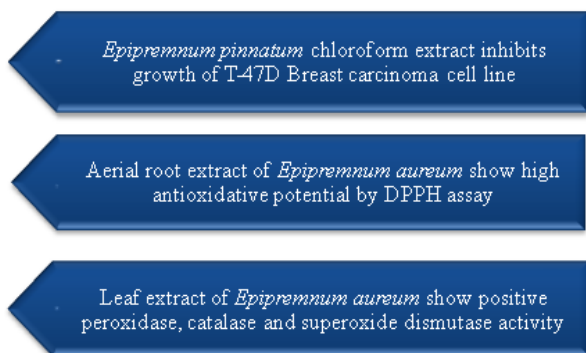 Epipremnum pinnatum chloroform extract inhibits
growth of T-47D Breast carcinoma cell line
Aerial root extract of Epipremnum aureum show high
antioxidative potential by DPPH assay
Leaf extract of Epipremnum aureum show positive
peroxidase, catalase and superoxide dismutase activity